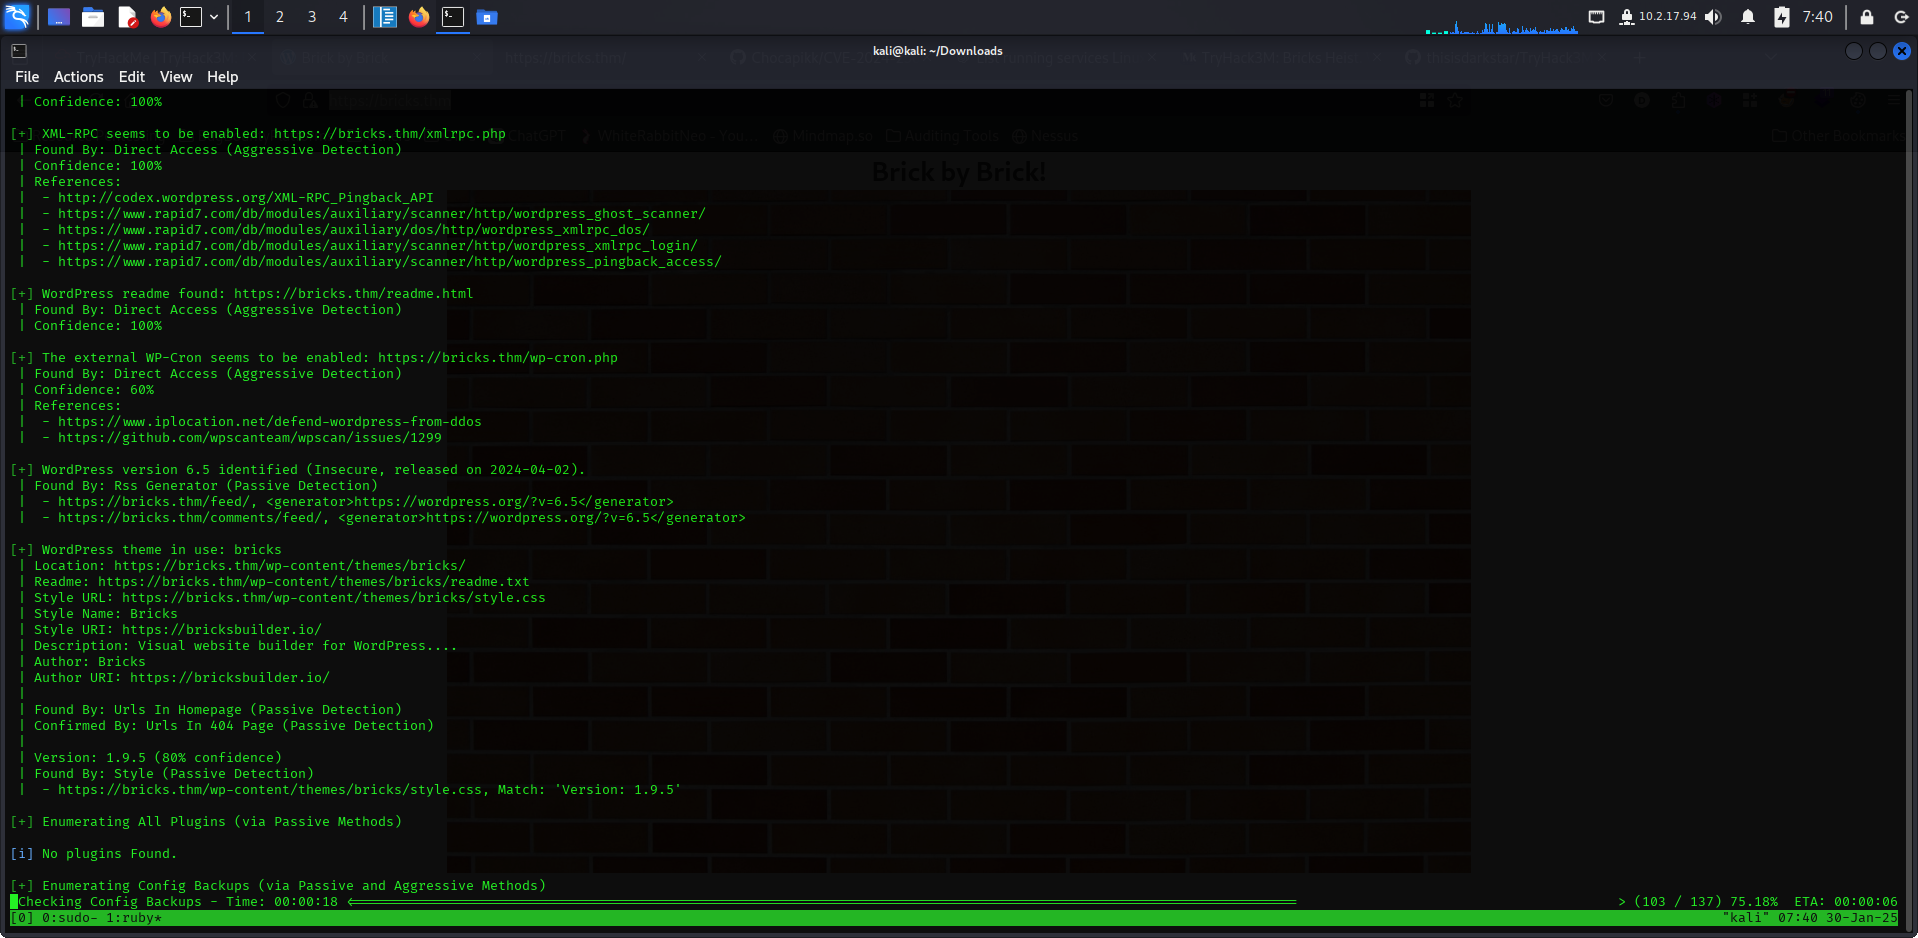 1 2 3 4 10.2.17.94 7:40
kali@kali: ~/Downloads
File Actions Edit View Help
| Confidence: 100%
[+] XML-RPC seems to be enabled: https://bricks.thm/xmlrpc.php
| Found By: Direct Access (Aggressive Detection)
| Confidence: 100%
| References:
|  - http://codex.wordpress.org/XML-RPC_Pingback_API
|  - https://www.rapid7.com/db/modules/auxiliary/scanner/http/wordpress_ghost_scanner/
|  - https://www.rapid7.com/db/modules/auxiliary/dos/http/wordpress_xmlrpc_dos/
|  - https://www.rapid7.com/db/modules/auxiliary/scanner/http/wordpress_xmlrpc_login/
|  - https://www.rapid7.com/db/modules/auxiliary/scanner/http/wordpress_pingback_access/
ChatGPT WhiteRabbitNeo - You... Mindmap.so Auditing Tools Nessus Other Bookmarks
Brick by Brick!
[+] WordPress readme found: https://bricks.thm/readme.html
| Found By: Direct Access (Aggressive Detection)
| Confidence: 100%
[+] The external WP-Cron seems to be enabled: https://bricks.thm/wp-cron.php
| Found By: Direct Access (Aggressive Detection)
| Confidence: 60%
| References:
|  - https://www.iplocation.net/defend-wordpress-from-ddos
|  - https://github.com/wpscanteam/wpscan/issues/1299
[+] WordPress version 6.5 identified (Insecure, released on 2024-04-02).
| Found By: Rss Generator (Passive Detection)
|  - https://bricks.thm/feed/, <generator>https://wordpress.org/?v=6.5</generator>
|  - https://bricks.thm/comments/feed/, <generator>https://wordpress.org/?v=6.5</generator>
[+] WordPress theme in use: bricks
| Location: https://bricks.thm/wp-content/themes/bricks/
| Readme: https://bricks.thm/wp-content/themes/bricks/readme.txt
| Style URL: https://bricks.thm/wp-content/themes/bricks/style.css
| Style Name: Bricks
| Style URI: https://bricksbuilder.io/
| Description: Visual website builder for WordPress....
| Author: Bricks
| Author URI: https://bricksbuilder.io/
|
| Found By: Urls In Homepage (Passive Detection)
| Confirmed By: Urls In 404 Page (Passive Detection)
|
| Version: 1.9.5 (80% confidence)
| Found By: Style (Passive Detection)
|  - https://bricks.thm/wp-content/themes/bricks/style.css, Match: 'Version: 1.9.5'
[+] Enumerating All Plugins (via Passive Methods)
[i] No plugins Found.
[+] Enumerating Config Backups (via Passive and Aggressive Methods)
Checking Config Backups - Time: 00:00:18 <==================================> (103 / 137) 75.18%  ETA: 00:00:06
[0] 0:sudo- 1:ruby* "kali" 07:40 30-Jan-25